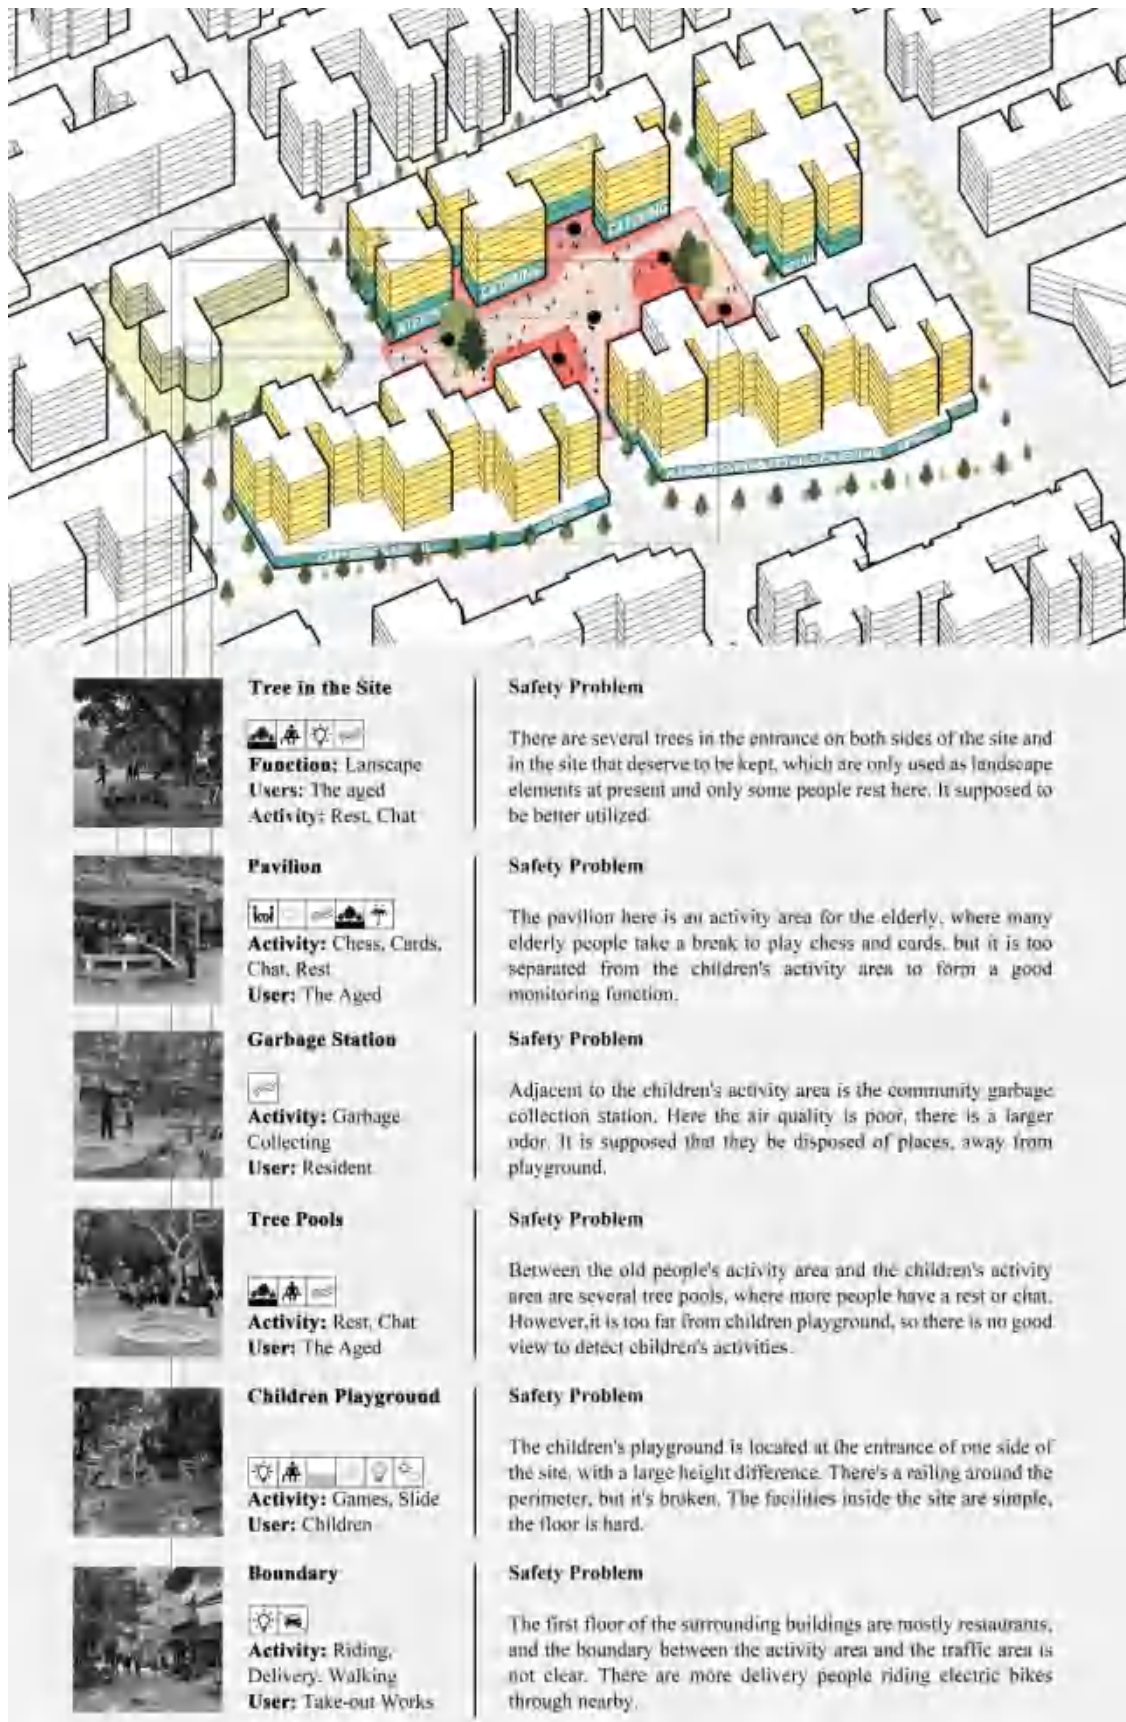 CENTRAL PEDESTRIAN
CATERING
CATERING
RETAIL
Tree in the Site
Function: Lanscape
Users: The aged
Activity: Rest, Chat
Safety Problem
There are several trees in the entrance on both sides of the site and
in the site that deserve to be kept, which are only used as landscape
elements at present and only some people rest here. It supposed to
be better utilized.
Pavilion
Activity: Chess, Cards,
Chat, Rest
User: The Aged
Safety Problem
The pavilion here is an activity area for the elderly, where many
elderly people take a break to play chess and cards, but it is too
separated from the children's activity area to form a good
monitoring function.
Garbage Station
Activity: Garbage
Collecting
User: Resident
Safety Problem
Adjacent to the children's activity area is the community garbage
collection station. Here the air quality is poor, there is a larger
odor. It is supposed that they be disposed of places, away from
playground.
Tree Pools
Activity: Rest, Chat
User: The Aged
Safety Problem
Between the old people's activity area and the children's activity
area are several tree pools, where more people have a rest or chat.
However,it is too far from children playground, so there is no good
view to detect children's activities.
Children Playground
Activity: Games, Slide
User: Children
Safety Problem
The children's playground is located at the entrance of one side of
the site, with a large height difference. There's a railing around the
perimeter, but it's broken. The facilities inside the site are simple,
the floor is hard.
Boundary
Activity: Riding,
Delivery, Walking
User: Take-out Works
Safety Problem
The first floor of the surrounding buildings are mostly restaurants,
and the boundary between the activity area and the traffic area is
not clear. There are more delivery people riding electric bikes
through nearby.